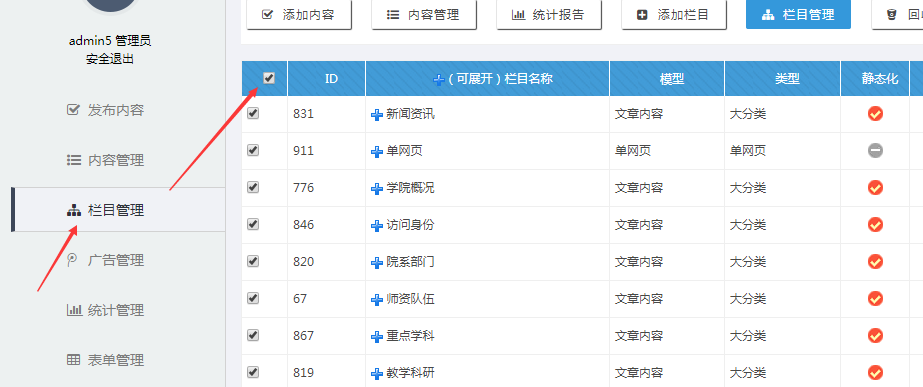 添加内容 内容管理 统计报告 添加栏目 栏目管理
admin5 管理员
安全退出
发布内容
内容管理
栏目管理
广告管理
统计管理
表单管理
ID (可展开)栏目名称 模型 类型 静态化
831 新闻资讯 文章内容 大分类
911 单网页 单网页 单网页
776 学院概况 文章内容 大分类
846 访问身份 文章内容 大分类
820 院系部门 文章内容 大分类
67 师资队伍 文章内容 大分类
867 重点学科 文章内容 大分类
819 教学科研 文章内容 大分类